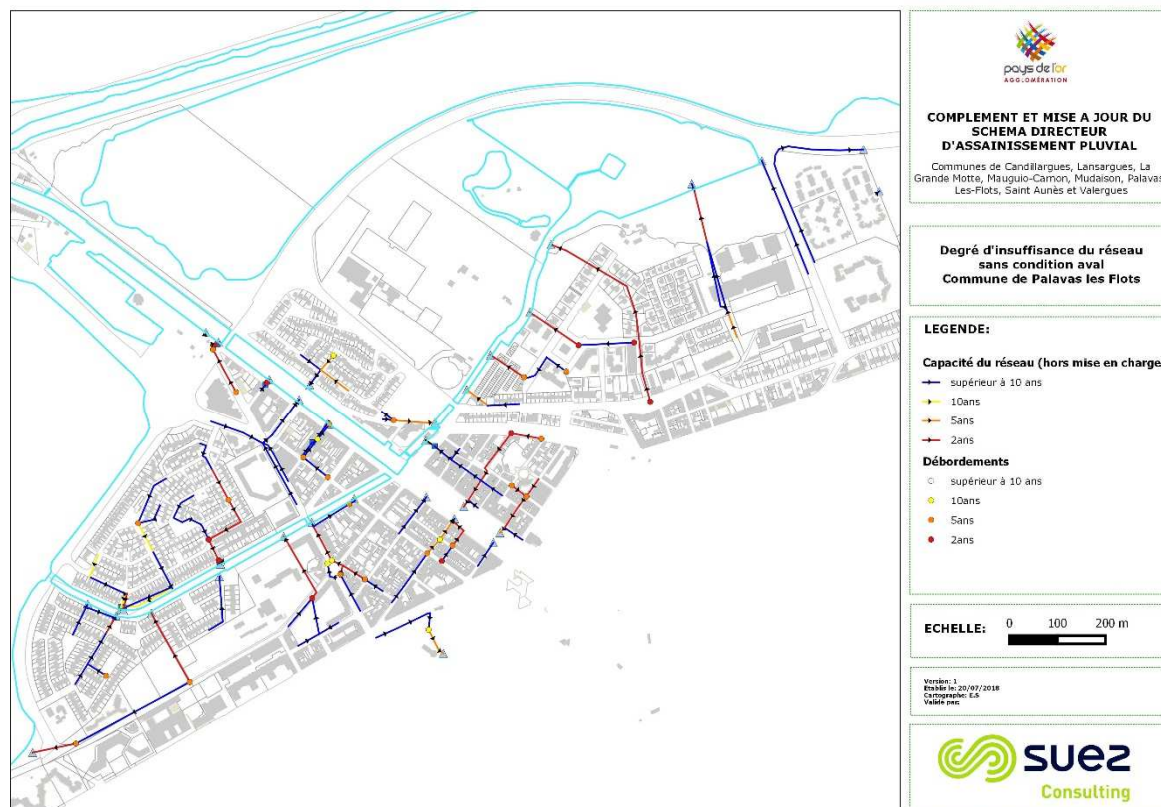 pays de l'or
AGGLOMÉRATION
COMPLEMENT ET MISE A JOUR DU
SCHEMA DIRECTEUR
D'ASSAINISSEMENT PLUVIAL
Communes de Candillargues, Lansargues, La
Grande Motte, Mauguio-Carnon, Mudaison, Palavas
Les-Flots, Saint Aunès et Valergues
Degré d'insuffisance du réseau
sans condition aval
Commune de Palavas les Flots
LEGENDE:
Capacité du réseau (hors mise en charge
supérieur à 10 ans
10ans
5ans
2ans
Débordements
supérieur à 10 ans
10ans
5ans
2ans
ECHELLE:
0 100 200 m
Version: 1
Etablis le: 20/07/2018
Cartographe: E.S
Validé par:
suez
Consulting